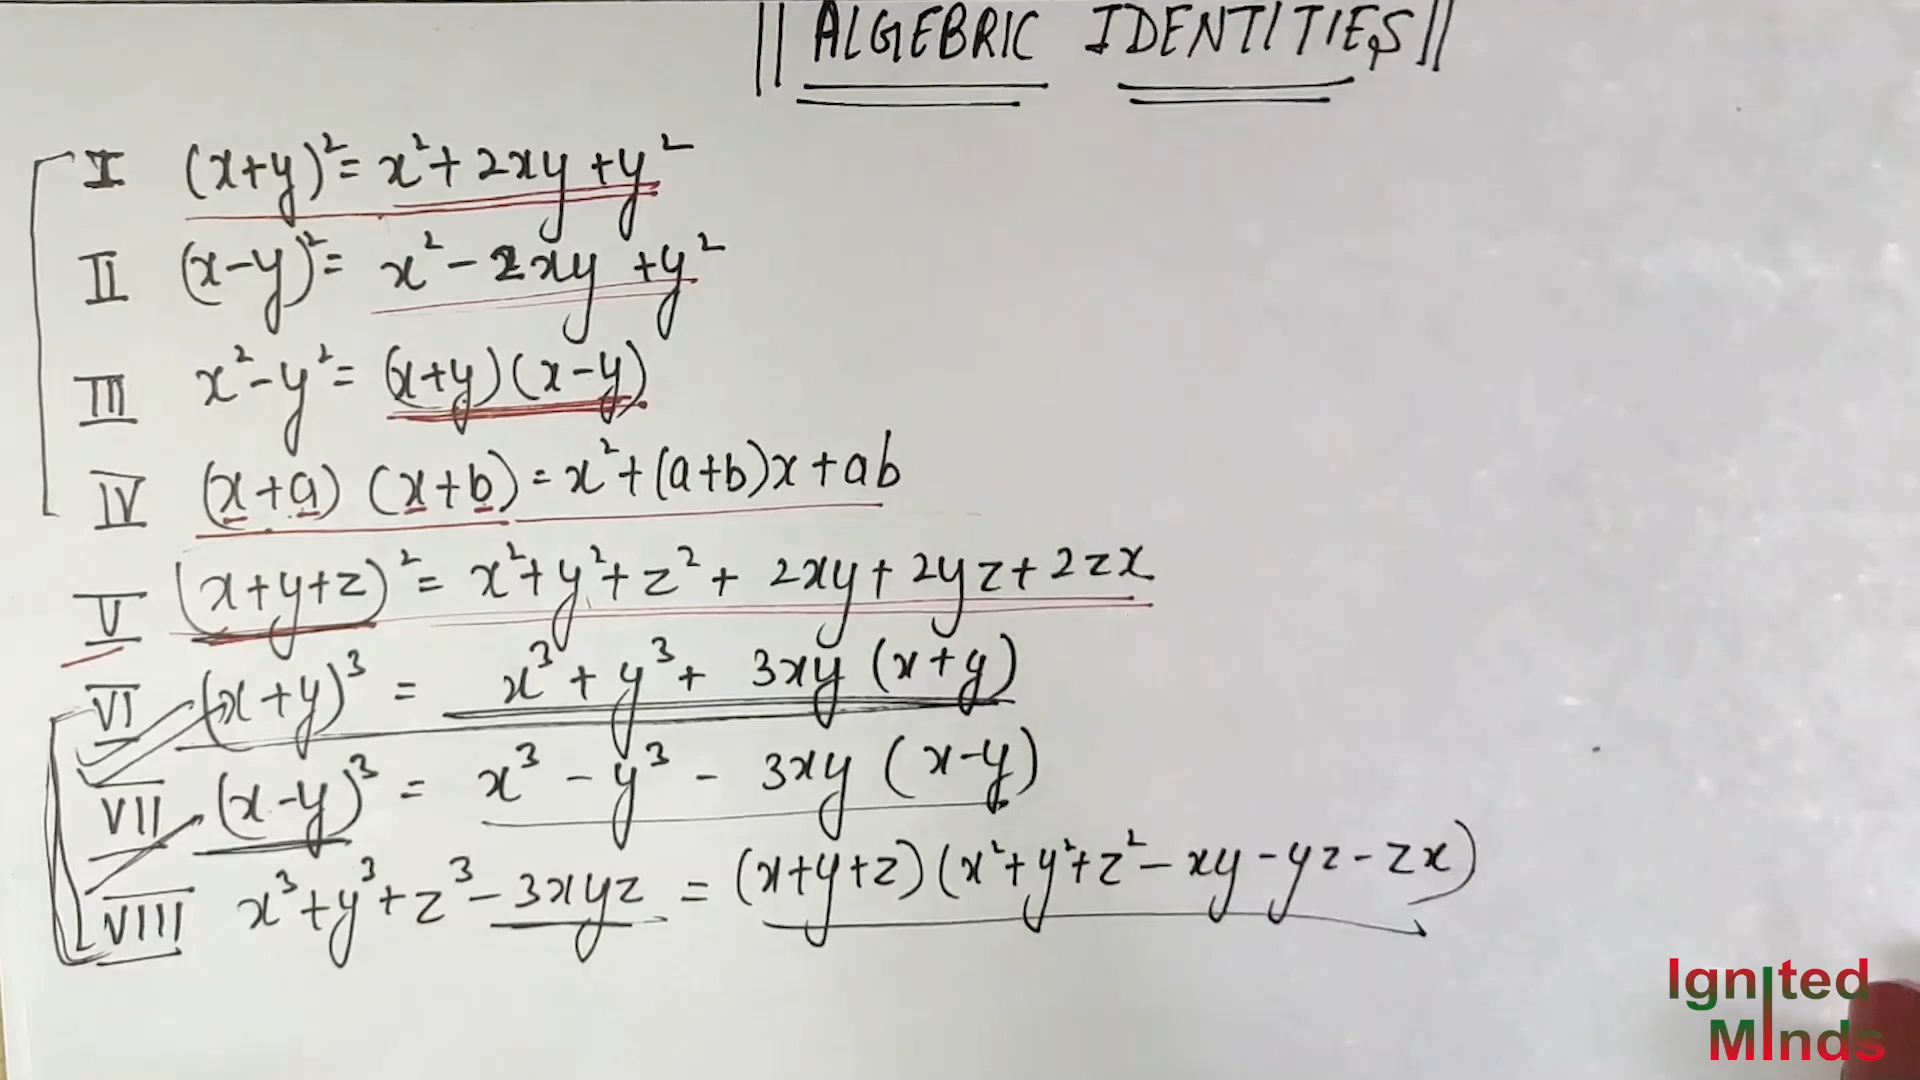 || ALGEBRIC IDENTITIES ||
I (x+y)² = x² + 2xy + y²
II (x-y)² = x² - 2xy + y²
III x² - y² = (x+y)(x-y)
IV (x+a) (x+b) = x² + (a+b)x + ab
V (x+y+z)² = x² + y² + z² + 2xy + 2yz + 2zx
VI (x+y)³ = x³ + y³ + 3xy (x+y)
VII (x-y)³ = x³ - y³ - 3xy (x-y)
VIII x³ + y³ + z³ - 3xyz = (x+y+z)(x² + y² + z² - xy - yz - zx)
Ignited
Minds